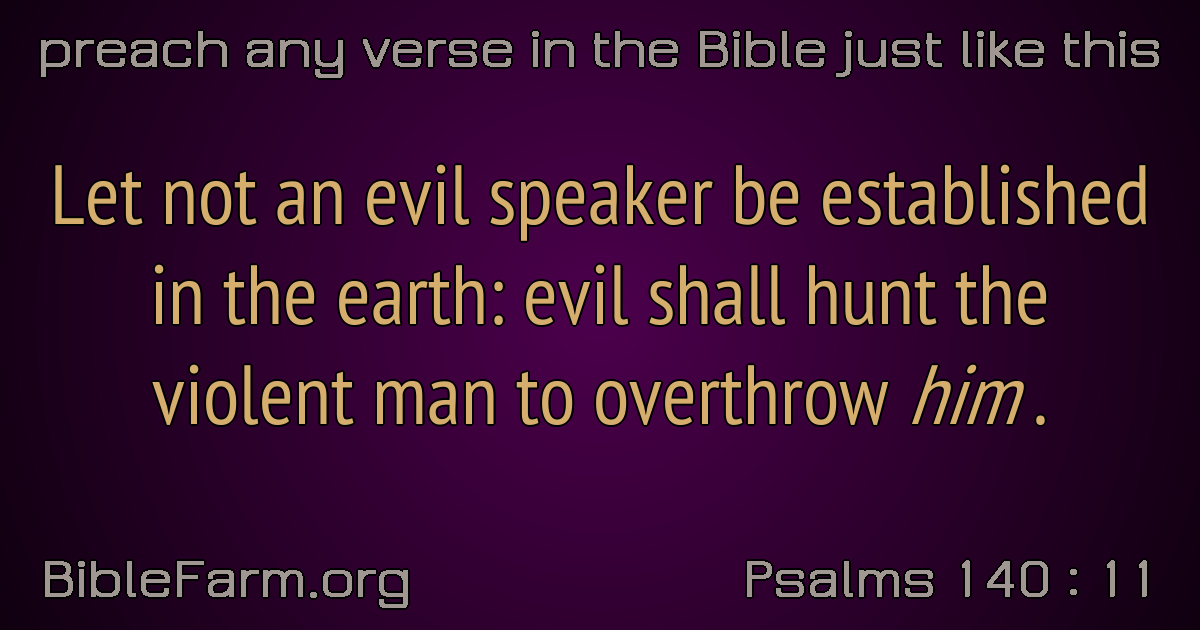 preach any verse in the Bible just like this
Let not an evil speaker be established
in the earth: evil shall hunt the
violent man to overthrow him .
BibleFarm.org
Psalms 140 : 11